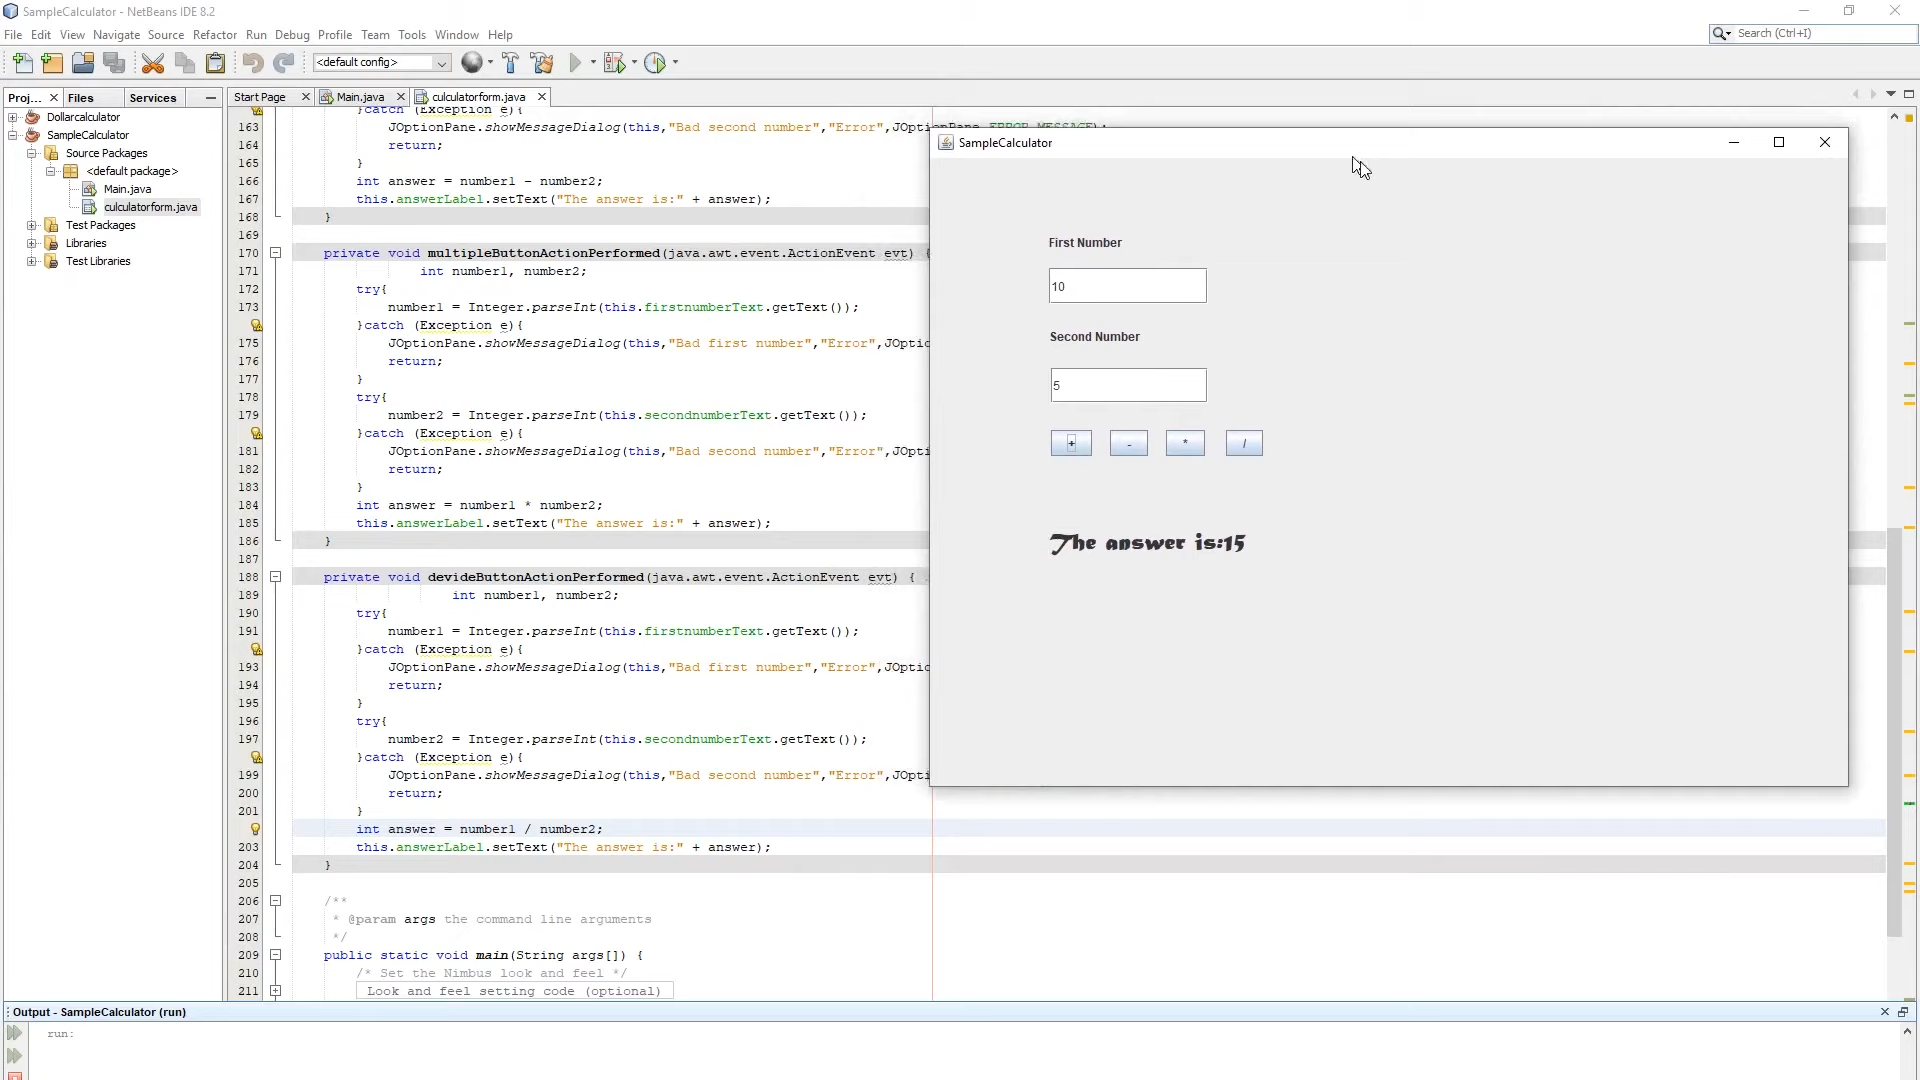 SampleCalculator - NetBeans IDE 8.2
File Edit View Navigate Source Refactor Run Debug Profile Team Tools Window Help
Search (Ctrl+I)
<default config>
Proj... Files Services
Start Page Main.java culculatorform.java
Dollarcalculator
SampleCalculator
Source Packages
<default package>
Main.java
culculatorform.java
Test Packages
Libraries
Test Libraries
}catch (Exception e){
163 JOptionPane.showMessageDialog(this,"Bad second number","Error",JOptionPane.ERROR_MESSAGE);
164 return;
165 }
166 int answer = number1 - number2;
167 this.answerLabel.setText("The answer is:" + answer);
168 }
169
170 private void multipleButtonActionPerformed(java.awt.event.ActionEvent evt) {
171 int number1, number2;
172 try{
173 number1 = Integer.parseInt(this.firstnumberText.getText());
}catch (Exception e){
175 JOptionPane.showMessageDialog(this,"Bad first number","Error",JOptio
176 return;
177 }
178 try{
179 number2 = Integer.parseInt(this.secondnumberText.getText());
}catch (Exception e){
181 JOptionPane.showMessageDialog(this,"Bad second number","Error",JOpti
182 return;
183 }
184 int answer = number1 * number2;
185 this.answerLabel.setText("The answer is:" + answer);
186 }
187
188 private void devideButtonActionPerformed(java.awt.event.ActionEvent evt) {
189 int number1, number2;
190 try{
191 number1 = Integer.parseInt(this.firstnumberText.getText());
}catch (Exception e){
193 JOptionPane.showMessageDialog(this,"Bad first number","Error",JOptio
194 return;
195 }
196 try{
197 number2 = Integer.parseInt(this.secondnumberText.getText());
}catch (Exception e){
199 JOptionPane.showMessageDialog(this,"Bad second number","Error",JOpti
200 return;
201 }
int answer = number1 / number2;
203 this.answerLabel.setText("The answer is:" + answer);
204 }
205
206 /**
207 * @param args the command line arguments
208 */
209 public static void main(String args[]) {
210 /* Set the Nimbus look and feel */
211 Look and feel setting code (optional)
SampleCalculator
First Number
10
Second Number
5
+ - * /
The answer is:15
Output - SampleCalculator (run)
run: